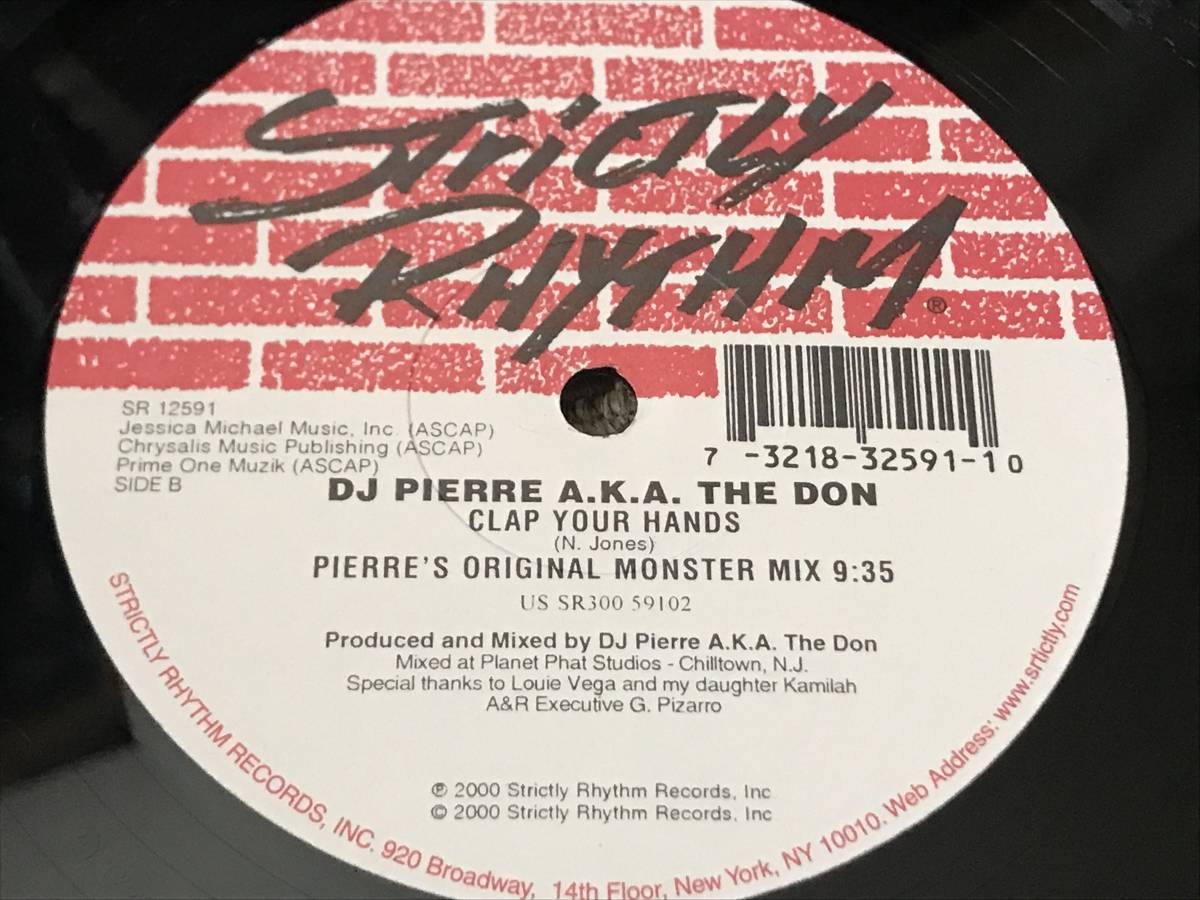 STRICTLY
RHYTHM®
SR 12591
Jessica Michael Music, Inc. (ASCAP)
Chrysalis Music Publishing (ASCAP)
Prime One Muzik (ASCAP)
SIDE B
7 -3218-32591-1 0
DJ PIERRE A.K.A. THE DON
CLAP YOUR HANDS
(N. Jones)
PIERRE'S ORIGINAL MONSTER MIX 9:35
US SR300 59102
Produced and Mixed by DJ Pierre A.K.A. The Don
Mixed at Planet Phat Studios - Chilltown, N.J.
Special thanks to Louie Vega and my daughter Kamilah
A&R Executive G. Pizarro
℗ 2000 Strictly Rhythm Records, Inc
© 2000 Strictly Rhythm Records, Inc
STRICTLY RHYTHM RECORDS, INC. 920 Broadway, 14th Floor, New York, NY 10010. Web Address: www.srtictly.com